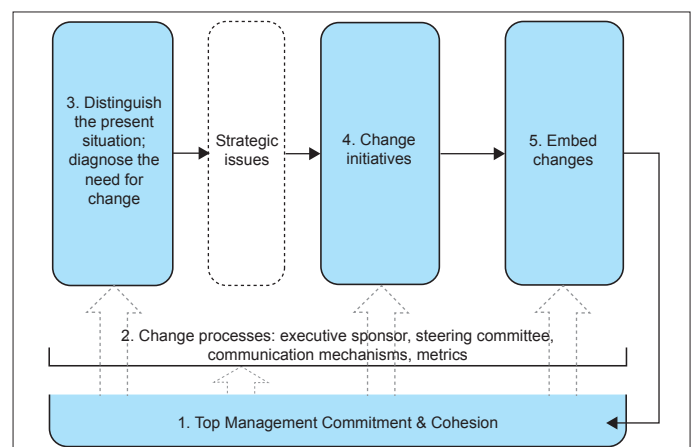 3. Distinguish
the present
situation;
diagnose the
need for
change
Strategic
issues
4. Change
initiatives
5. Embed
changes
2. Change processes: executive sponsor, steering committee,
communication mechanisms, metrics
1. Top Management Commitment & Cohesion